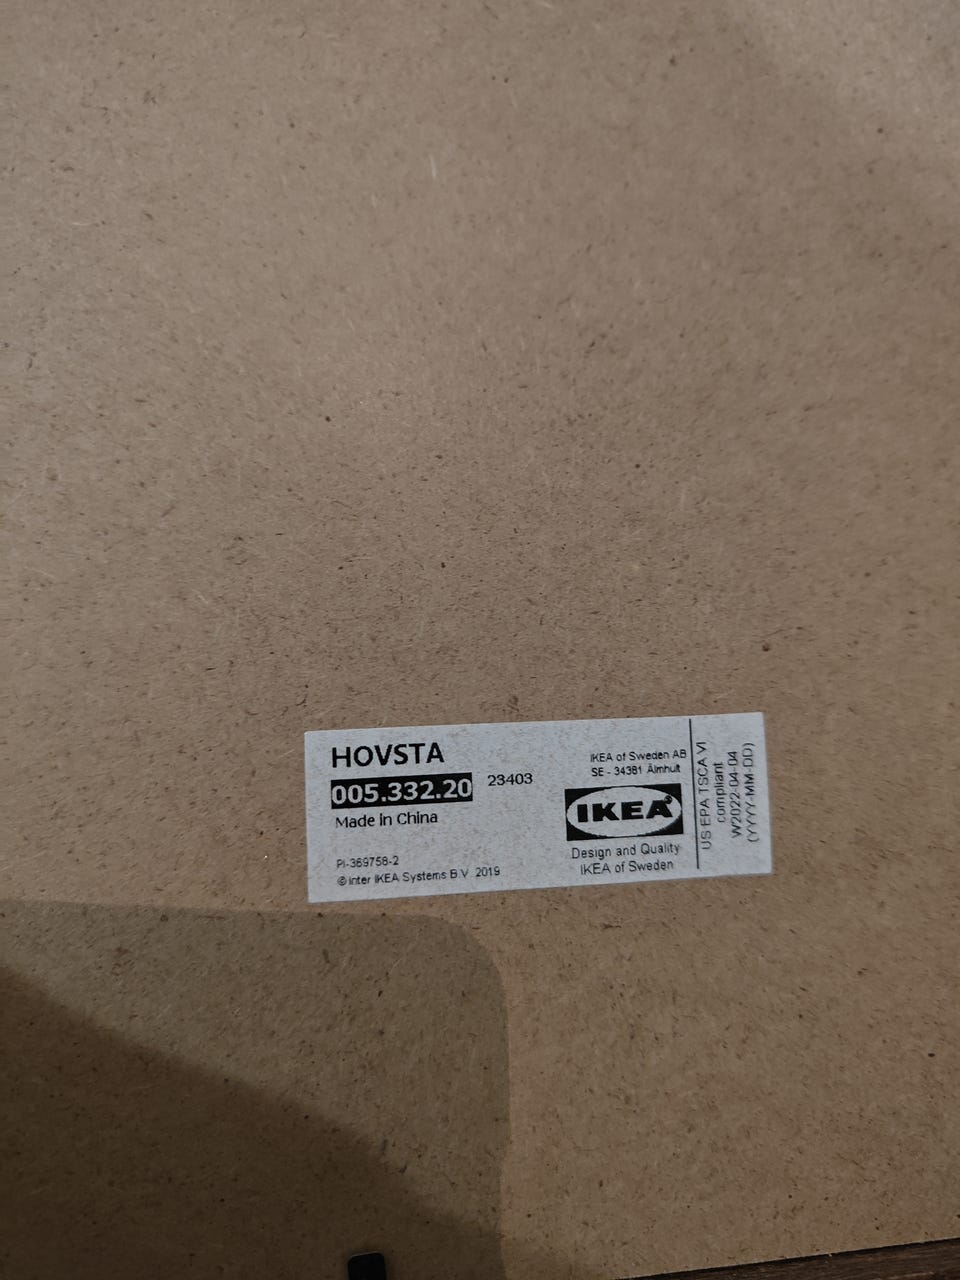 HOVSTA
005.332.20
23403
Made in China
PI-369758-2
© Inter IKEA Systems B.V. 2019
IKEA of Sweden AB
SE - 34381 Älmhult
IKEA®
Design and Quality
IKEA of Sweden
US EPA TSCA VI
compliant
W2022-04-04
(YYYY-MM-DD)